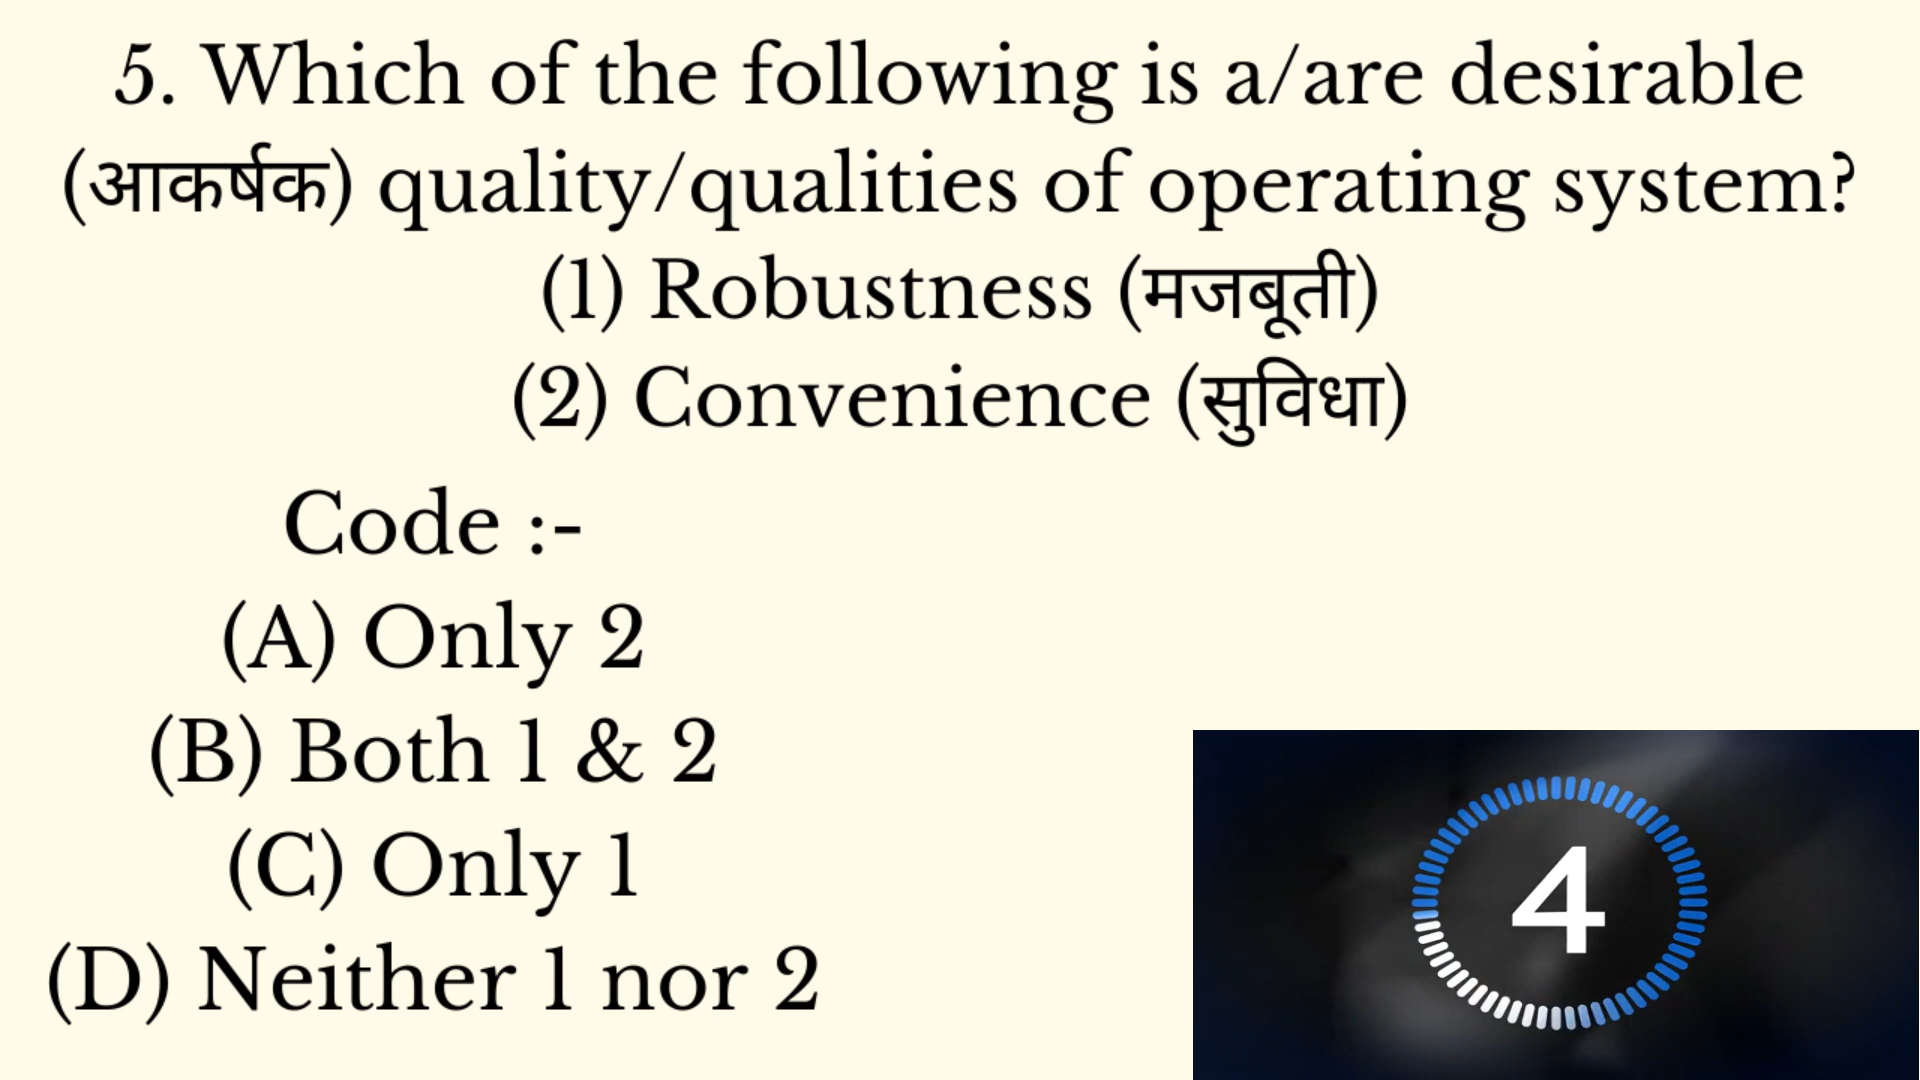 5. Which of the following is a/are desirable
(आकर्षक) quality/qualities of operating system?
(1) Robustness (मजबूती)
(2) Convenience (सुविधा)
Code :-
(A) Only 2
(B) Both 1 & 2
(C) Only 1
(D) Neither 1 nor 2
4